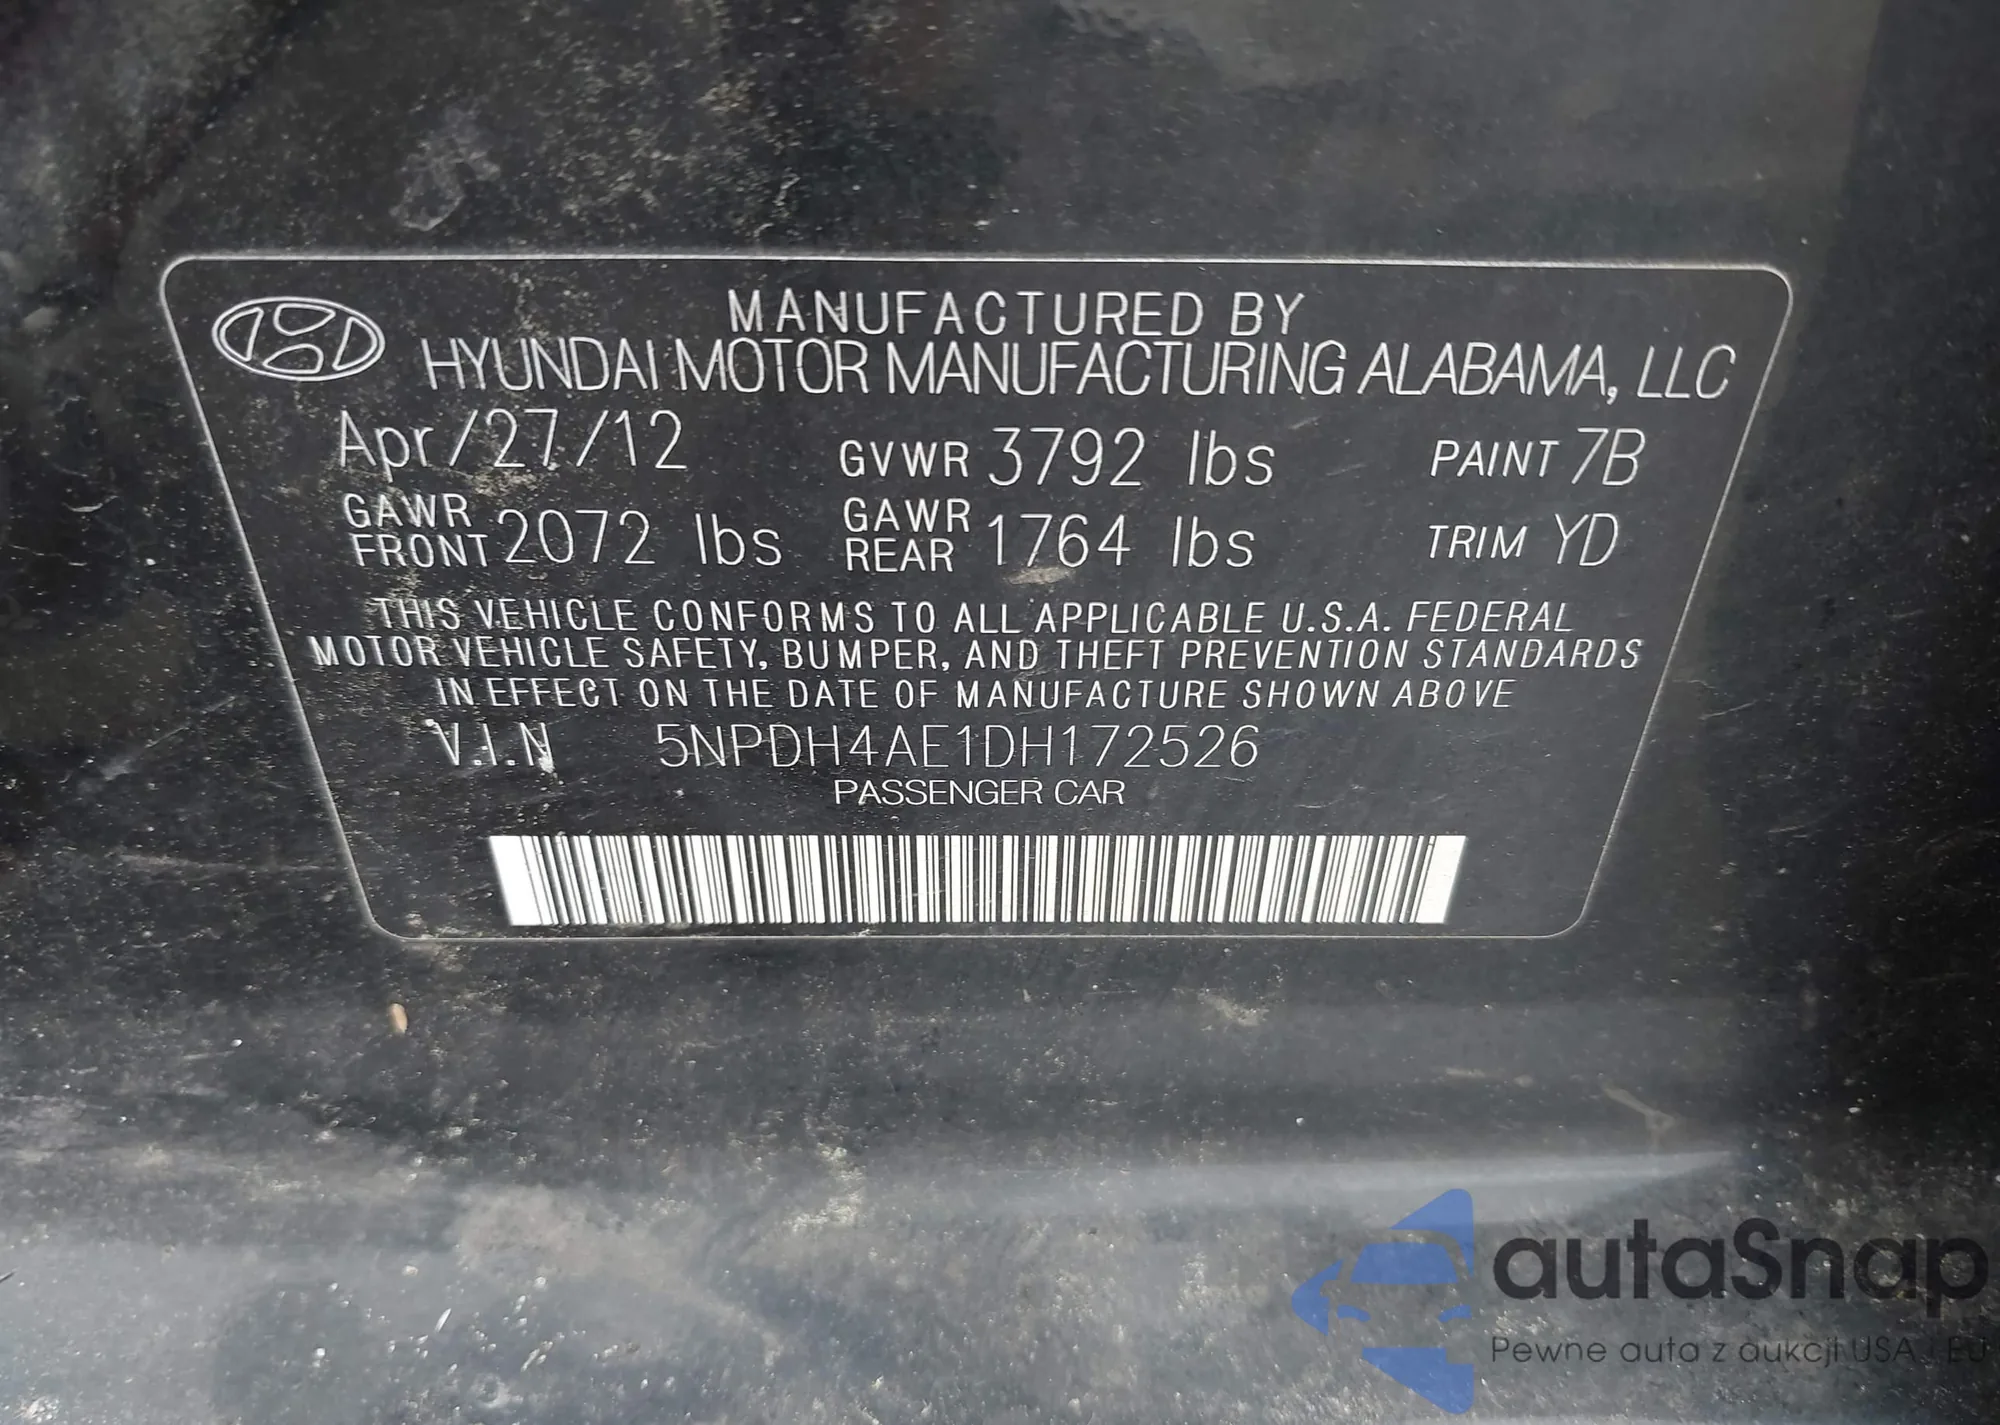 MANUFACTURED BY
HYUNDAI MOTOR MANUFACTURING ALABAMA, LLC
Apr/27/12 GVWR 3792 lbs PAINT 7B
GAWR FRONT 2072 lbs GAWR REAR 1764 lbs TRIM YD
THIS VEHICLE CONFORMS TO ALL APPLICABLE U.S.A. FEDERAL
MOTOR VEHICLE SAFETY, BUMPER, AND THEFT PREVENTION STANDARDS
IN EFFECT ON THE DATE OF MANUFACTURE SHOWN ABOVE
V.I.N 5NPDH4AE1DH172526
PASSENGER CAR
autaSnap
Pewne auta z aukcji USA i EU